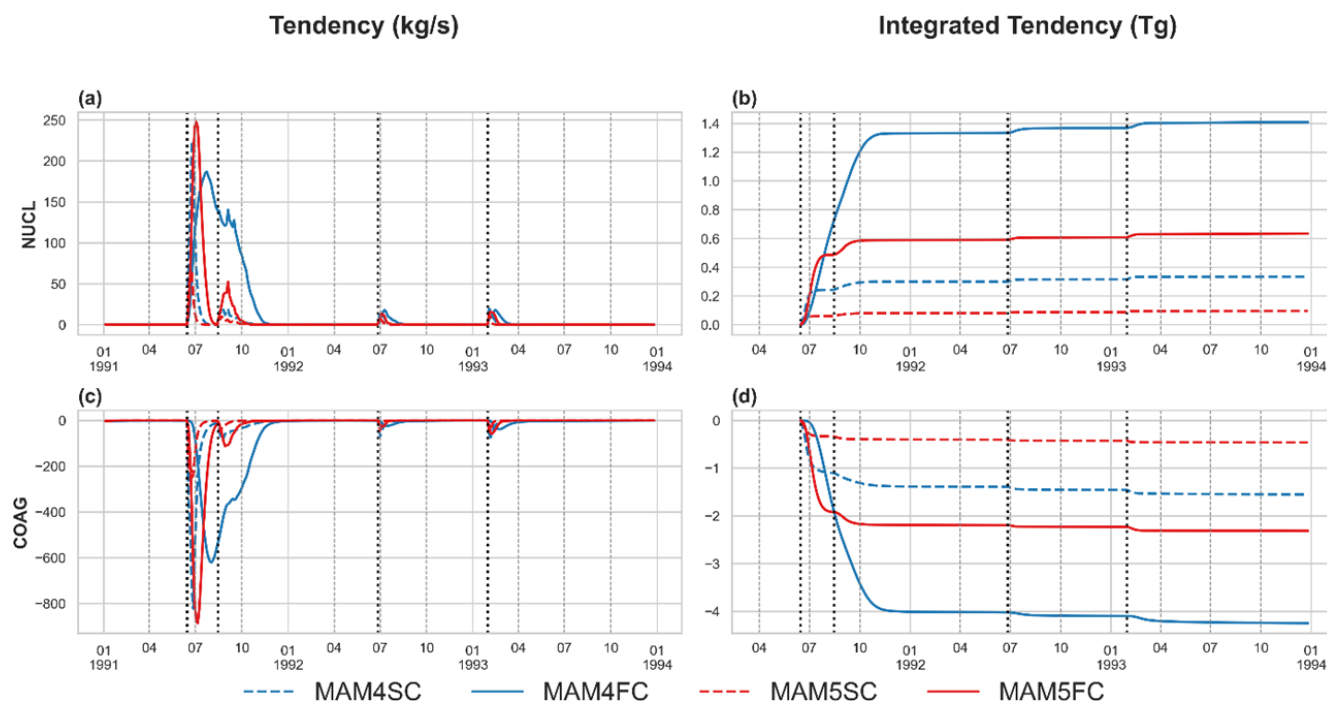 Tendency (kg/s) Integrated Tendency (Tg)
(a) (b)
NUCL
250
200
150
100
50
0
01 04 07 10 01 07 10 01 04 07 10 01
1991 1992 1993 1994
1.4
1.2
1.0
0.8
0.6
0.4
0.2
0.0
04 07 10 01 04 07 10 01 04 07 10 01
1992 1993 1994
(c) (d)
COAG
0
−200
−400
−600
−800
01 04 07 10 01 04 07 10 01 04 07 10 01
1991 1992 1993 1994
0
−1
−2
−3
−4
04 07 10 01 04 07 10 01 04 07 10 01
1992 1993 1994
MAM4SC MAM4FC MAM5SC MAM5FC